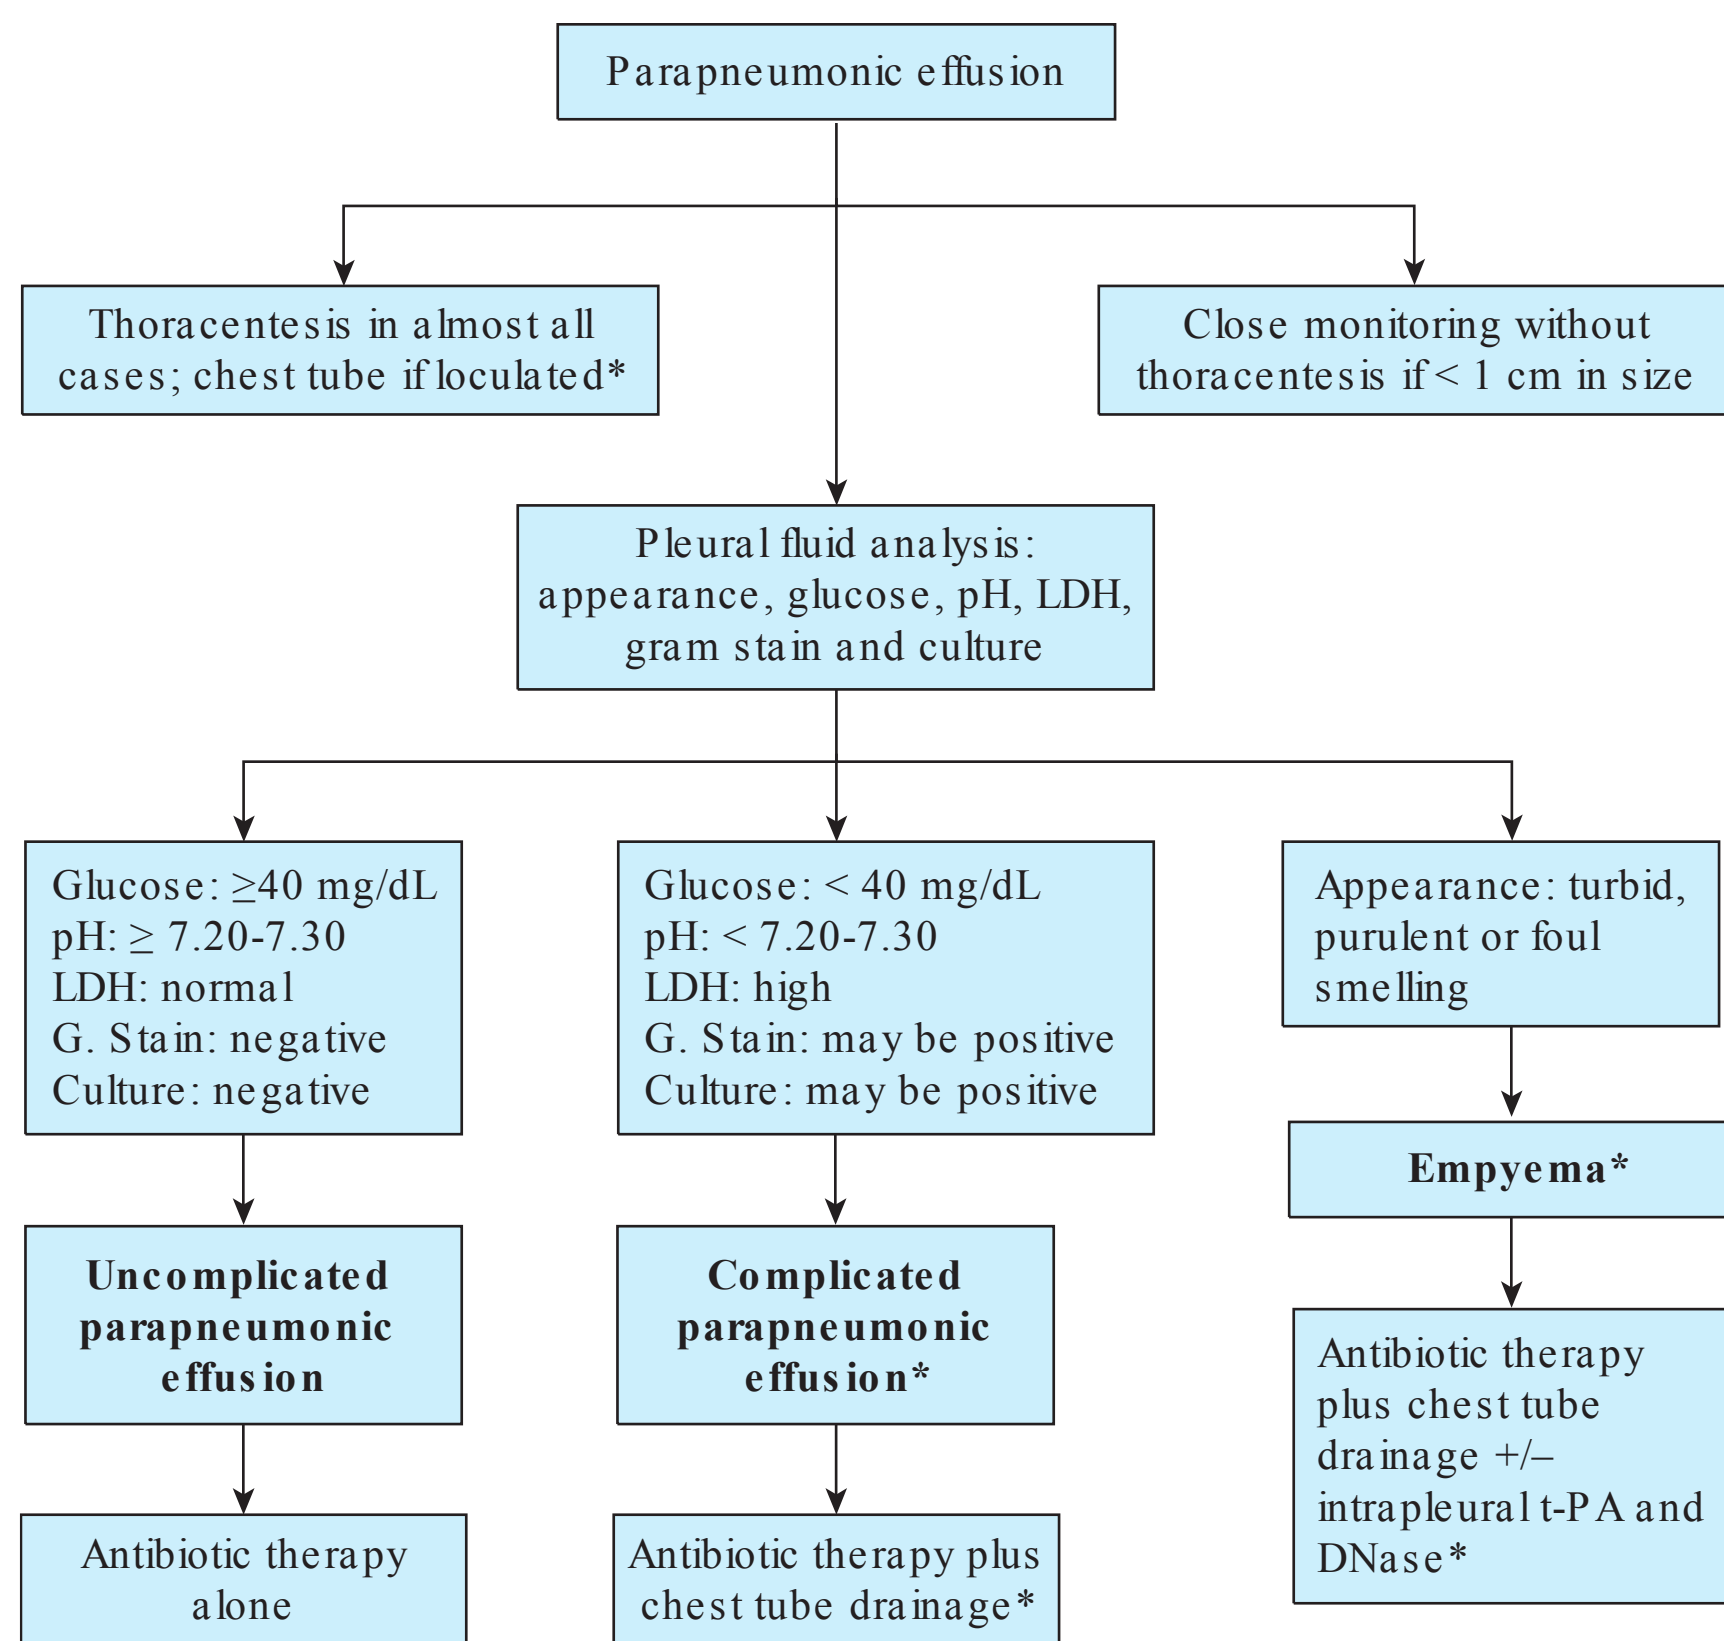 Parapneumonic effusion
Thoracentesis in almost all
cases; chest tube if loculated*
Close monitoring without
thoracentesis if < 1 cm in size
Pleural fluid analysis:
appearance, glucose, pH, LDH,
gram stain and culture
Glucose: ≥40 mg/dL
pH: ≥ 7.20-7.30
LDH: normal
G. Stain: negative
Culture: negative
Glucose: < 40 mg/dL
pH: < 7.20-7.30
LDH: high
G. Stain: may be positive
Culture: may be positive
Appearance: turbid,
purulent or foul
smelling
Empyema*
Uncomplicated
parapneumonic
effusion
Complicated
parapneumonic
effusion*
Antibiotic therapy
plus chest tube
drainage +/–
intrapleural t-PA and
DNase*
Antibiotic therapy
alone
Antibiotic therapy plus
chest tube drainage*